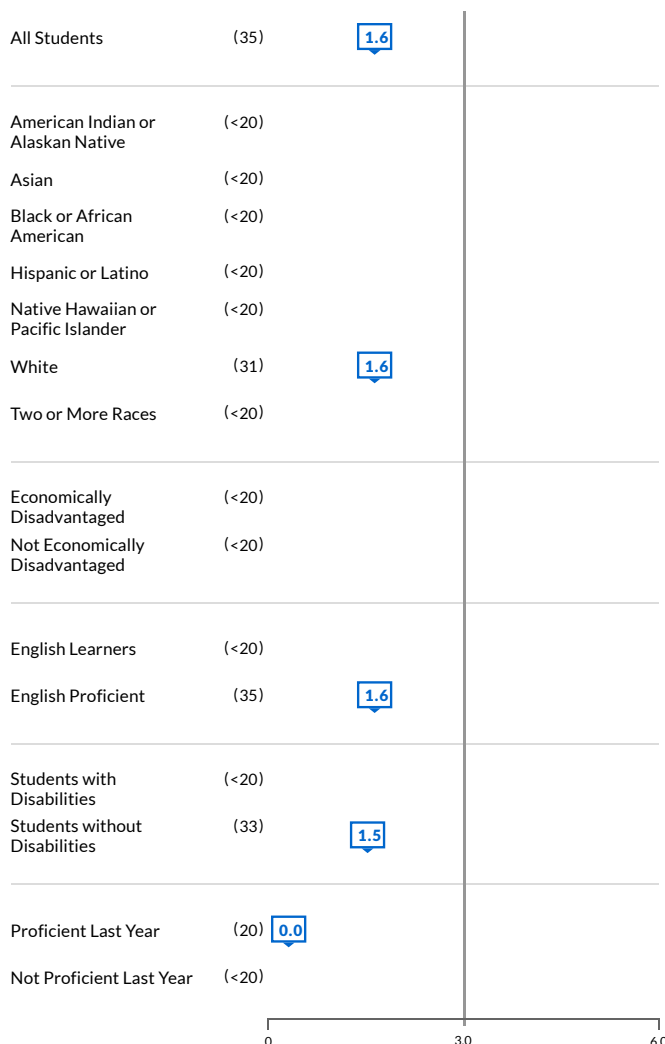 All Students (35) 1.6
American Indian or (<20)
Alaskan Native
Asian (<20)
Black or African (<20)
American
Hispanic or Latino (<20)
Native Hawaiian or (<20)
Pacific Islander
White (31) 1.6
Two or More Races (<20)
Economically (<20)
Disadvantaged
Not Economically (<20)
Disadvantaged
English Learners (<20)
English Proficient (35) 1.6
Students with (<20)
Disabilities
Students without (33) 1.5
Disabilities
Proficient Last Year (20) 0.0
Not Proficient Last Year (<20)
0 3.0 6.0